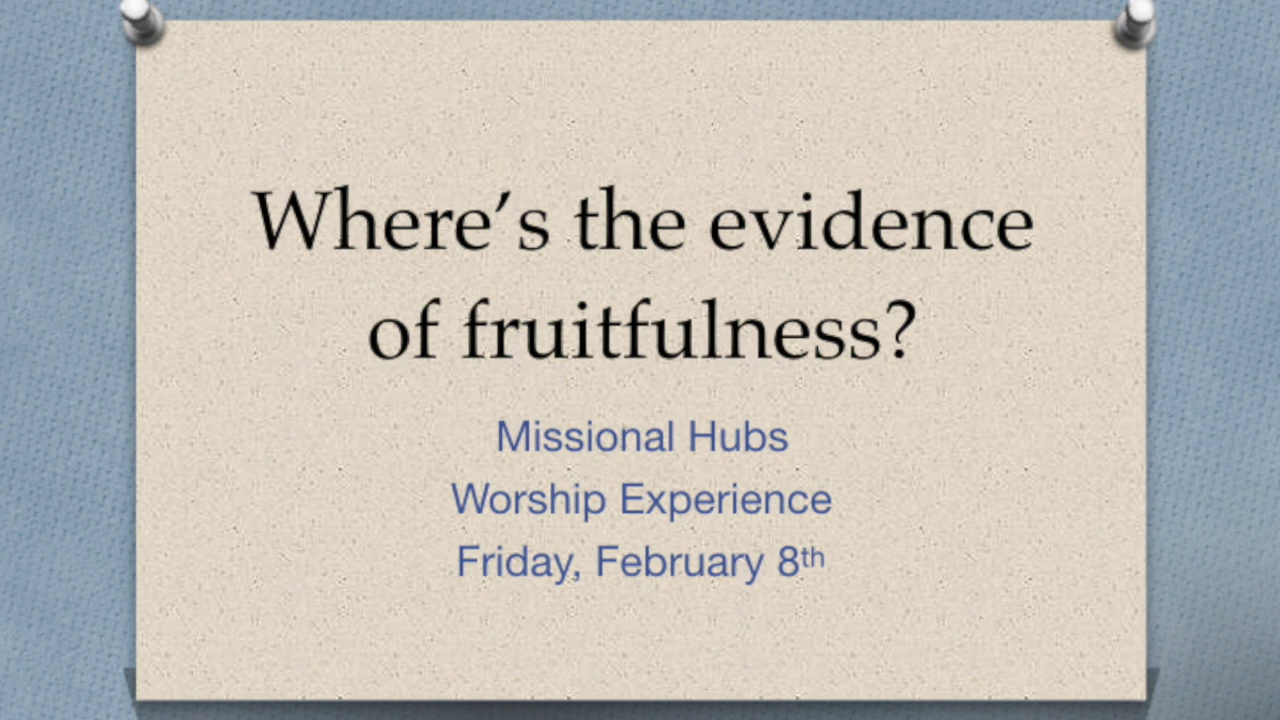 Where’s the evidence
of fruitfulness?
Missional Hubs
Worship Experience
Friday, February 8th